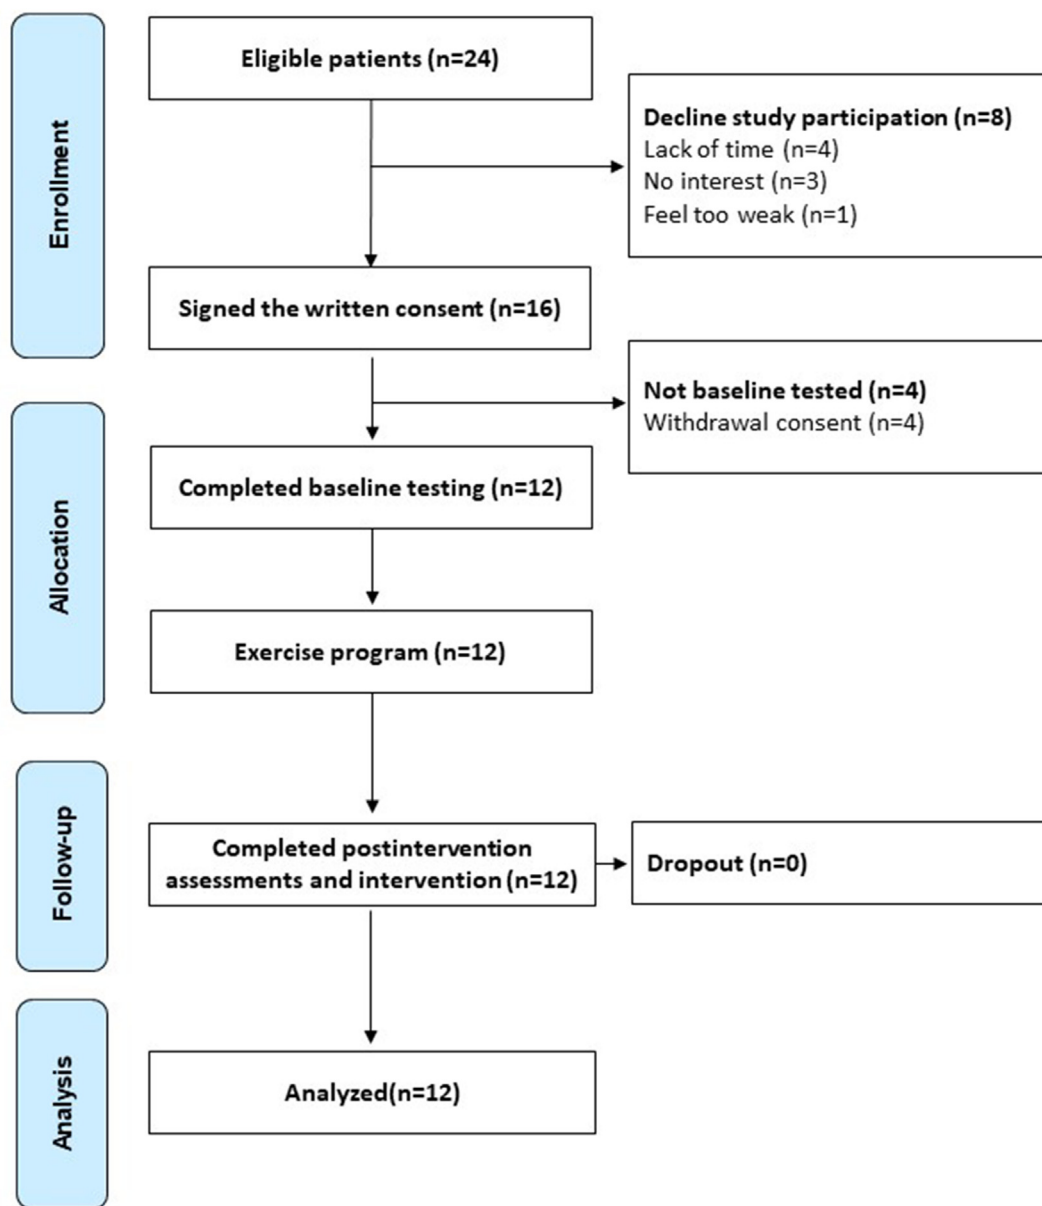 Enrollment
Eligible patients (n=24)
Decline study participation (n=8)
Lack of time (n=4)
No interest (n=3)
Feel too weak (n=1)
Signed the written consent (n=16)
Not baseline tested (n=4)
Withdrawal consent (n=4)
Allocation
Completed baseline testing (n=12)
Exercise program (n=12)
Follow-up
Completed postintervention
assessments and intervention (n=12)
Dropout (n=0)
Analysis
Analyzed(n=12)